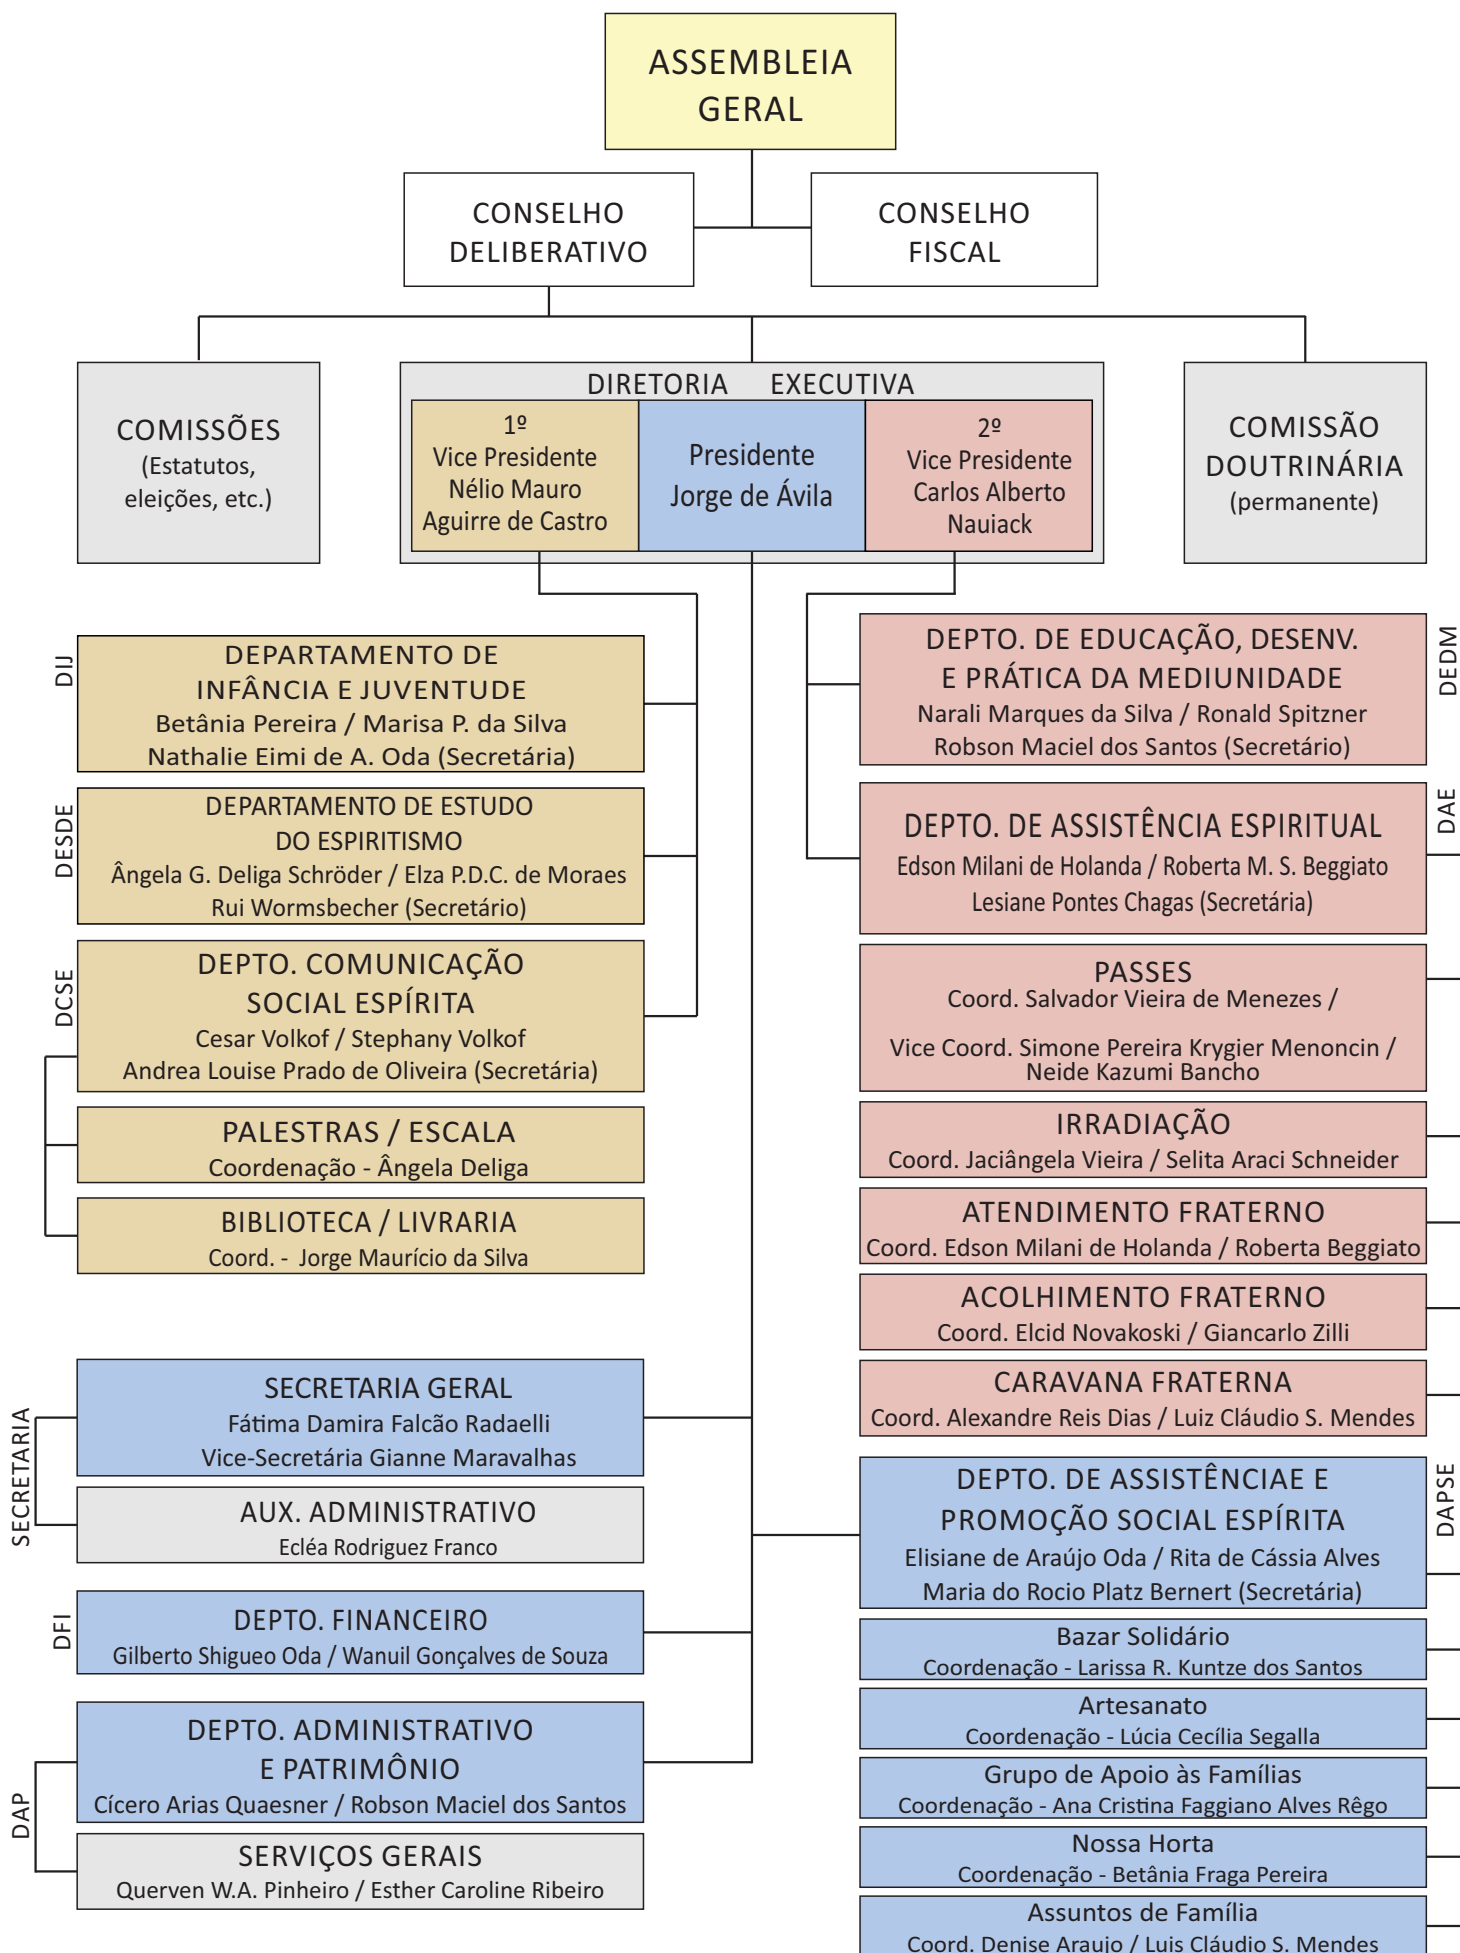 ASSEMBLEIA
GERAL
CONSELHO
DELIBERATIVO
CONSELHO
FISCAL
COMISSÕES
(Estatutos,
eleições, etc.)
DIRETORIA EXECUTIVA
1º
Vice Presidente
Nélio Mauro
Aguirre de Castro
Presidente
Jorge de Ávila
2º
Vice Presidente
Carlos Alberto
Nauiack
COMISSÃO
DOUTRINÁRIA
(permanente)
DIJ
DEPARTAMENTO DE
INFÂNCIA E JUVENTUDE
Betânia Pereira / Marisa P. da Silva
Nathalie Eimi de A. Oda (Secretária)
DESDE
DEPARTAMENTO DE ESTUDO
DO ESPIRITISMO
Ângela G. Deliga Schröder / Elza P.D.C. de Moraes
Rui Wormsbecher (Secretário)
DCSE
DEPTO. COMUNICAÇÃO
SOCIAL ESPÍRITA
Cesar Volkof / Stephany Volkof
Andrea Louise Prado de Oliveira (Secretária)
PALESTRAS / ESCALA
Coordenação - Ângela Deliga
BIBLIOTECA / LIVRARIA
Coord. - Jorge Maurício da Silva
SECRETARIA
SECRETARIA GERAL
Fátima Damira Falcão Radaelli
Vice-Secretária Gianne Maravalhas
AUX. ADMINISTRATIVO
Ecléa Rodriguez Franco
DFI
DEPTO. FINANCEIRO
Gilberto Shigueo Oda / Wanuil Gonçalves de Souza
DAP
DEPTO. ADMINISTRATIVO
E PATRIMÔNIO
Cícero Arias Quaesner / Robson Maciel dos Santos
SERVIÇOS GERAIS
Querven W.A. Pinheiro / Esther Caroline Ribeiro
DEDM
DEPTO. DE EDUCAÇÃO, DESENV.
E PRÁTICA DA MEDIUNIDADE
Narali Marques da Silva / Ronald Spitzner
Robson Maciel dos Santos (Secretário)
DAE
DEPTO. DE ASSISTÊNCIA ESPIRITUAL
Edson Milani de Holanda / Roberta M. S. Beggiato
Lesiane Pontes Chagas (Secretária)
PASSES
Coord. Salvador Vieira de Menezes /
Vice Coord. Simone Pereira Krygier Menoncin /
Neide Kazumi Bancho
IRRADIAÇÃO
Coord. Jaciângela Vieira / Selita Araci Schneider
ATENDIMENTO FRATERNO
Coord. Edson Milani de Holanda / Roberta Beggiato
ACOLHIMENTO FRATERNO
Coord. Elcid Novakoski / Giancarlo Zilli
CARAVANA FRATERNA
Coord. Alexandre Reis Dias / Luiz Cláudio S. Mendes
DAPSE
DEPTO. DE ASSISTÊNCIAE E
PROMOÇÃO SOCIAL ESPÍRITA
Elisiane de Araújo Oda / Rita de Cássia Alves
Maria do Rocio Platz Bernert (Secretária)
Bazar Solidário
Coordenação - Larissa R. Kuntze dos Santos
Artesanato
Coordenação - Lúcia Cecília Segalla
Grupo de Apoio às Famílias
Coordenação - Ana Cristina Faggiano Alves Rêgo
Nossa Horta
Coordenação - Betânia Fraga Pereira
Assuntos de Família
Coord. Denise Araujo / Luis Cláudio S. Mendes